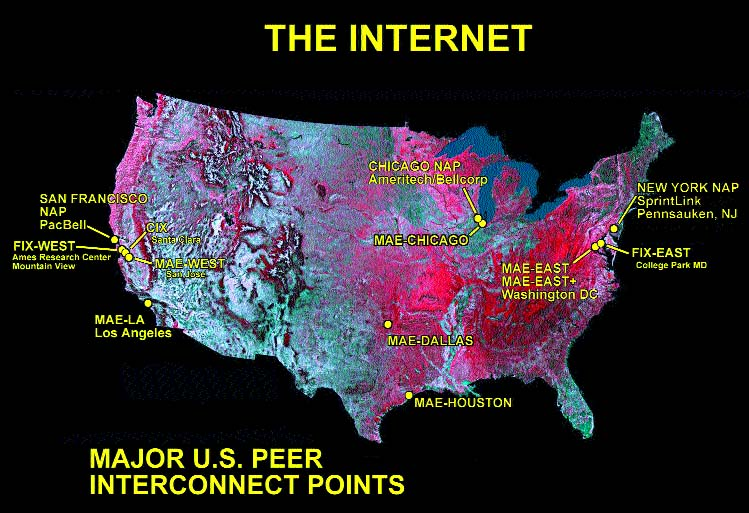 THE INTERNET
CHICAGO NAP
Ameritech/Bellcorp
SAN FRANCISCO
NAP
PacBell
CIX
Santa Clara
NEW YORK NAP
SprintLink
Pennsauken, NJ
MAE-CHICAGO
FIX-WEST
Ames Research Center
Mountain View
MAE-WEST
San Jose
MAE-EAST
MAE-EAST+
Washington DC
FIX-EAST
College Park MD
MAE-LA
Los Angeles
MAE-DALLAS
MAE-HOUSTON
MAJOR U.S. PEER
INTERCONNECT POINTS